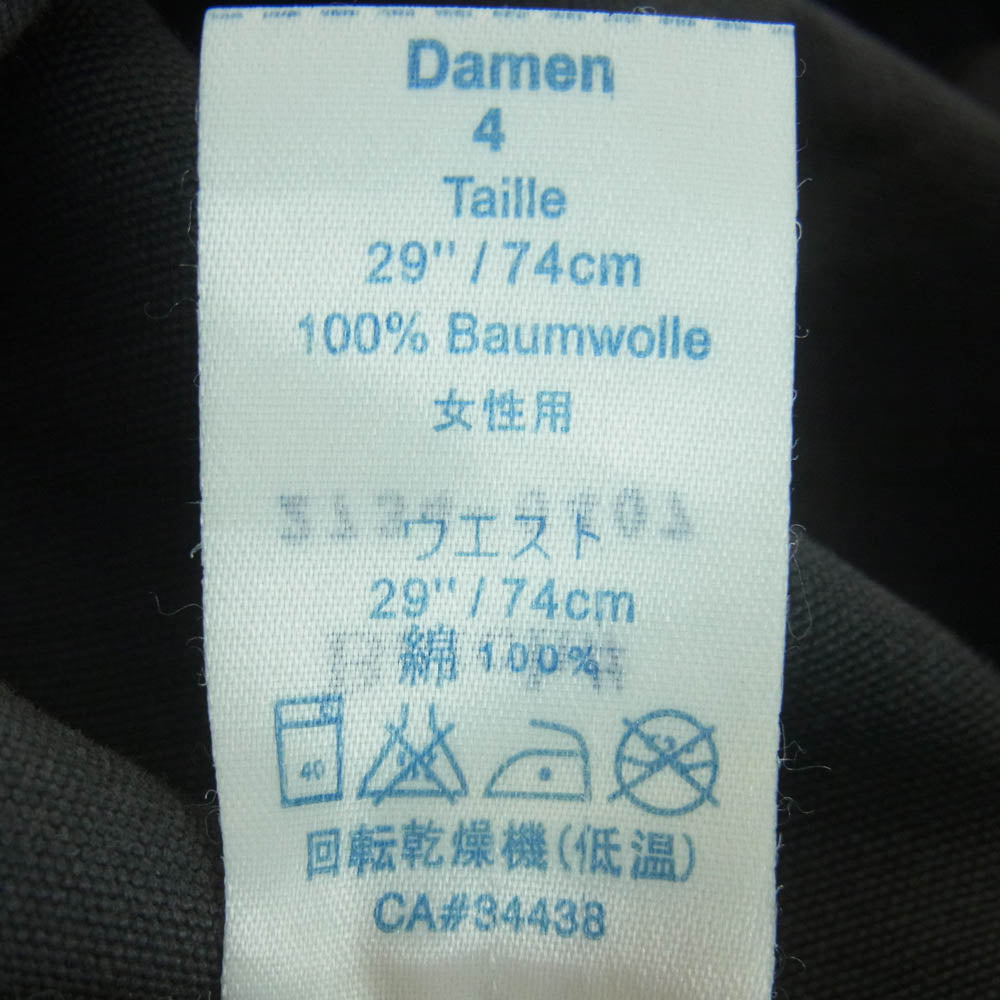 Damen
4
Taille
29" / 74cm
100% Baumwolle
女性用
ウエスト
29" / 74cm
綿 100%
40
回転乾燥機(低温)
CA#34438